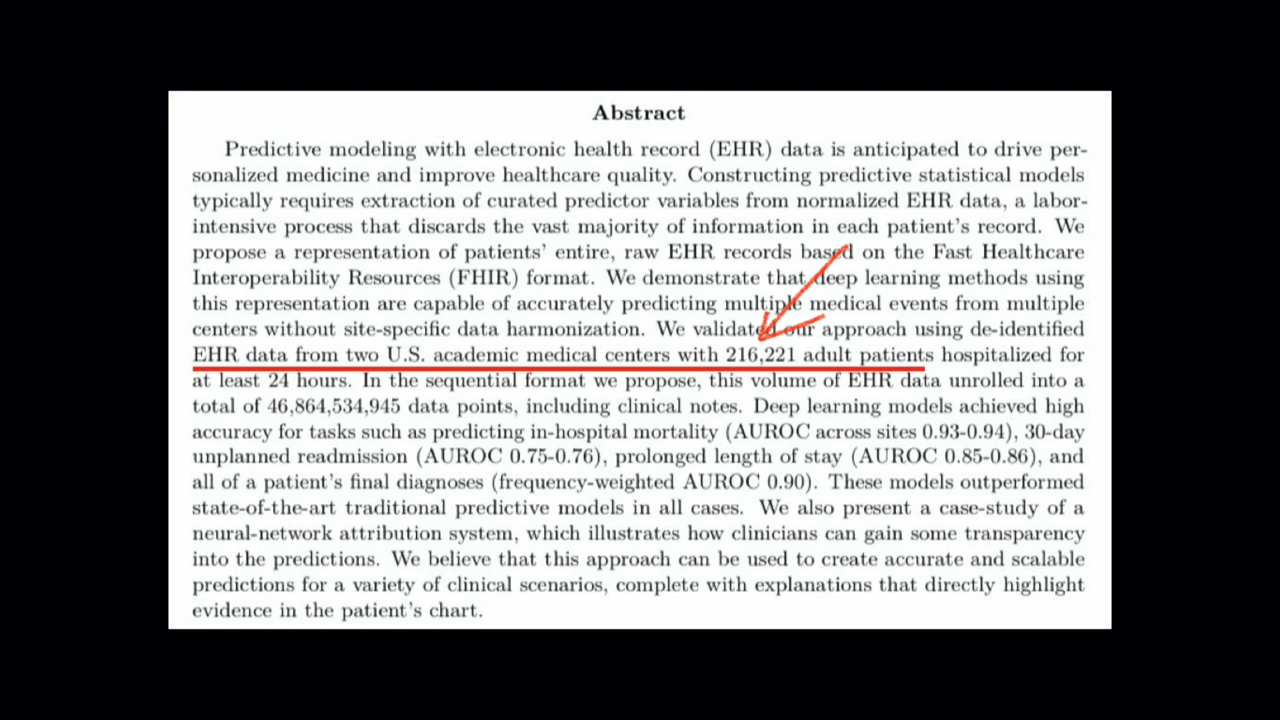 Abstract
Predictive modeling with electronic health record (EHR) data is anticipated to drive per-
sonalized medicine and improve healthcare quality. Constructing predictive statistical models
typically requires extraction of curated predictor variables from normalized EHR data, a labor-
intensive process that discards the vast majority of information in each patient's record. We
propose a representation of patients' entire, raw EHR records based on the Fast Healthcare
Interoperability Resources (FHIR) format. We demonstrate that deep learning methods using
this representation are capable of accurately predicting multiple medical events from multiple
centers without site-specific data harmonization. We validated our approach using de-identified
EHR data from two U.S. academic medical centers with 216,221 adult patients hospitalized for
at least 24 hours. In the sequential format we propose, this volume of EHR data unrolled into a
total of 46,864,534,945 data points, including clinical notes. Deep learning models achieved high
accuracy for tasks such as predicting in-hospital mortality (AUROC across sites 0.93-0.94), 30-day
unplanned readmission (AUROC 0.75-0.76), prolonged length of stay (AUROC 0.85-0.86), and
all of a patient's final diagnoses (frequency-weighted AUROC 0.90). These models outperformed
state-of-the-art traditional predictive models in all cases. We also present a case-study of a
neural-network attribution system, which illustrates how clinicians can gain some transparency
into the predictions. We believe that this approach can be used to create accurate and scalable
predictions for a variety of clinical scenarios, complete with explanations that directly highlight
evidence in the patient's chart.